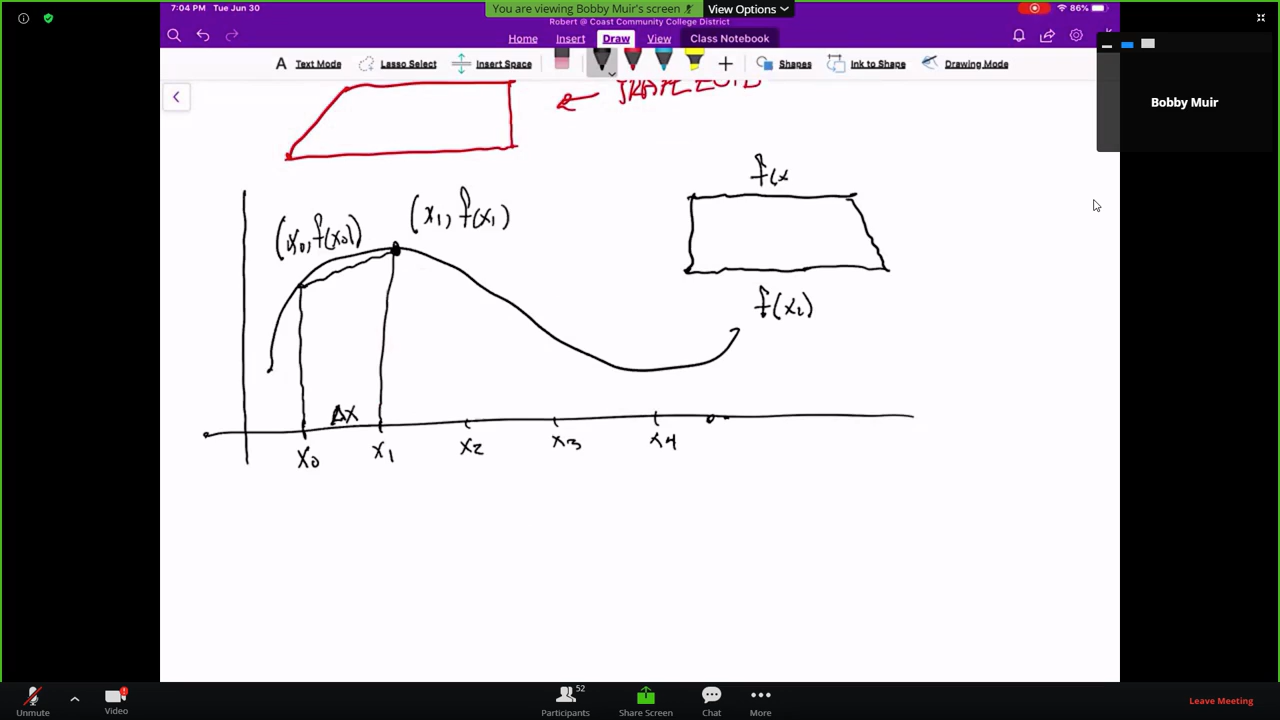 You are viewing Bobby Muir's screen
View Options
7:04 PM Tue Jun 30
86%
Robert @ Coast Community College District
Home Insert Draw View Class Notebook
Text Mode Lasso Select Insert Space Shapes Ink to Shape Drawing Mode
Bobby Muir
TRAPEZOID
f(x
(x₀, f(x₀)) (x₁, f(x₁)
f(x₁)
Δx
x₀ x₁ x₂ x₃ x₄
Unmute Video Participants 52 Share Screen Chat More Leave Meeting